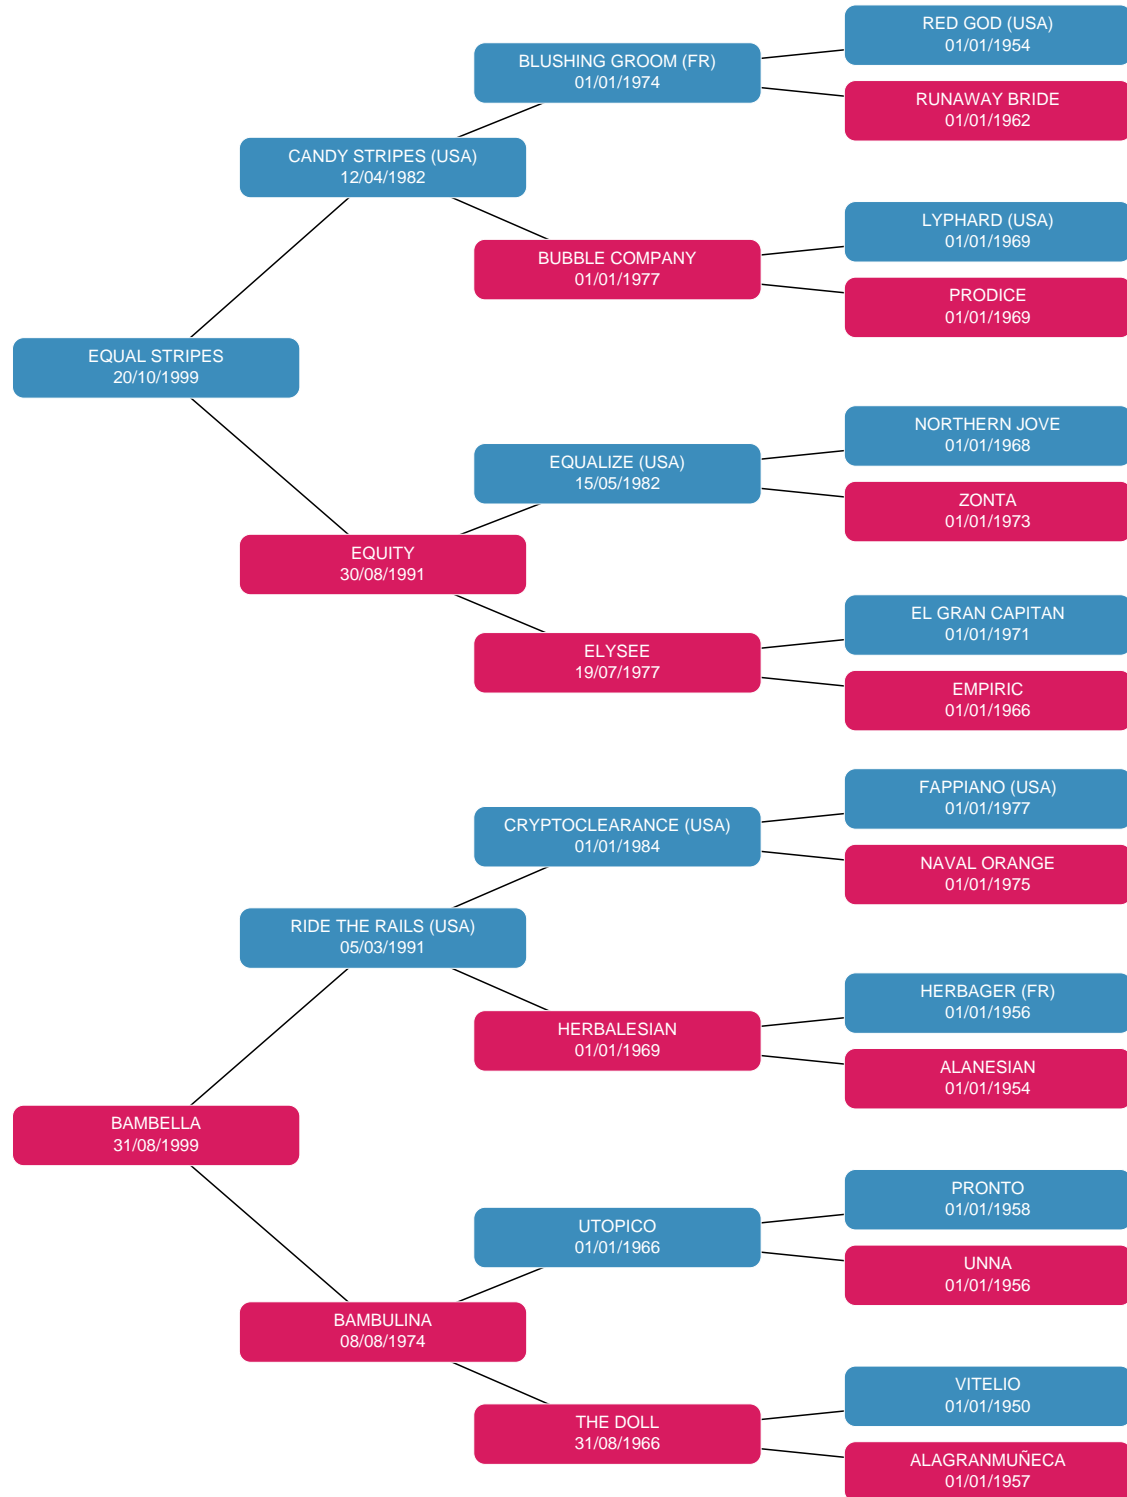 RED GOD (USA)
01/01/1954
BLUSHING GROOM (FR)
01/01/1974
RUNAWAY BRIDE
01/01/1962
CANDY STRIPES (USA)
12/04/1982
LYPHARD (USA)
01/01/1969
BUBBLE COMPANY
01/01/1977
PRODICE
01/01/1969
EQUAL STRIPES
20/10/1999
NORTHERN JOVE
01/01/1968
EQUALIZE (USA)
15/05/1982
ZONTA
01/01/1973
EQUITY
30/08/1991
EL GRAN CAPITAN
01/01/1971
ELYSEE
19/07/1977
EMPIRIC
01/01/1966
FAPPIANO (USA)
01/01/1977
CRYPTOCLEARANCE (USA)
01/01/1984
NAVAL ORANGE
01/01/1975
RIDE THE RAILS (USA)
05/03/1991
HERBAGER (FR)
01/01/1956
HERBALESIAN
01/01/1969
ALANESIAN
01/01/1954
BAMBELLA
31/08/1999
PRONTO
01/01/1958
UTOPICO
01/01/1966
UNNA
01/01/1956
BAMBULINA
08/08/1974
VITELIO
01/01/1950
THE DOLL
31/08/1966
ALAGRANMUÑECA
01/01/1957